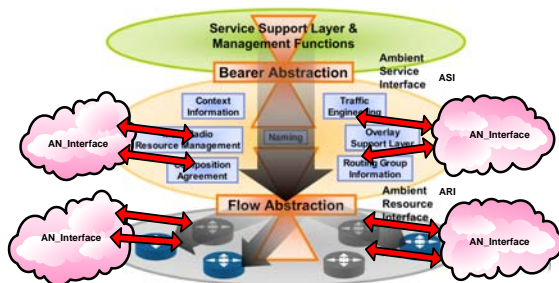 Service Support Layer &
Management Functions
Bearer Abstraction
Ambient
Service
Interface
ASI
Context
Information
Traffic
Engineering
AN_Interface
Radio
Resource Management
Naming
Overlay
Support Layer
AN_Interface
Composition
Agreement
Routing Group
Information
Flow Abstraction
Ambient
Resource
Interface
ARI
AN_Interface
AN_Interface